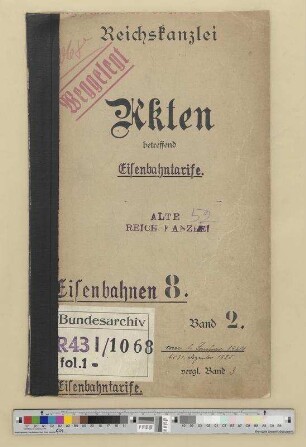 Reichskanzlei
Weggelegt
Akten
betreffend
Eisenbahntarife.
ALTE 59
REICHSKANZLEI
Eisenbahnen 8.
Bundesarchiv
R43 I/1068
fol.1-
Band 2.
vergl. Band 3
Eisenbahntarife.